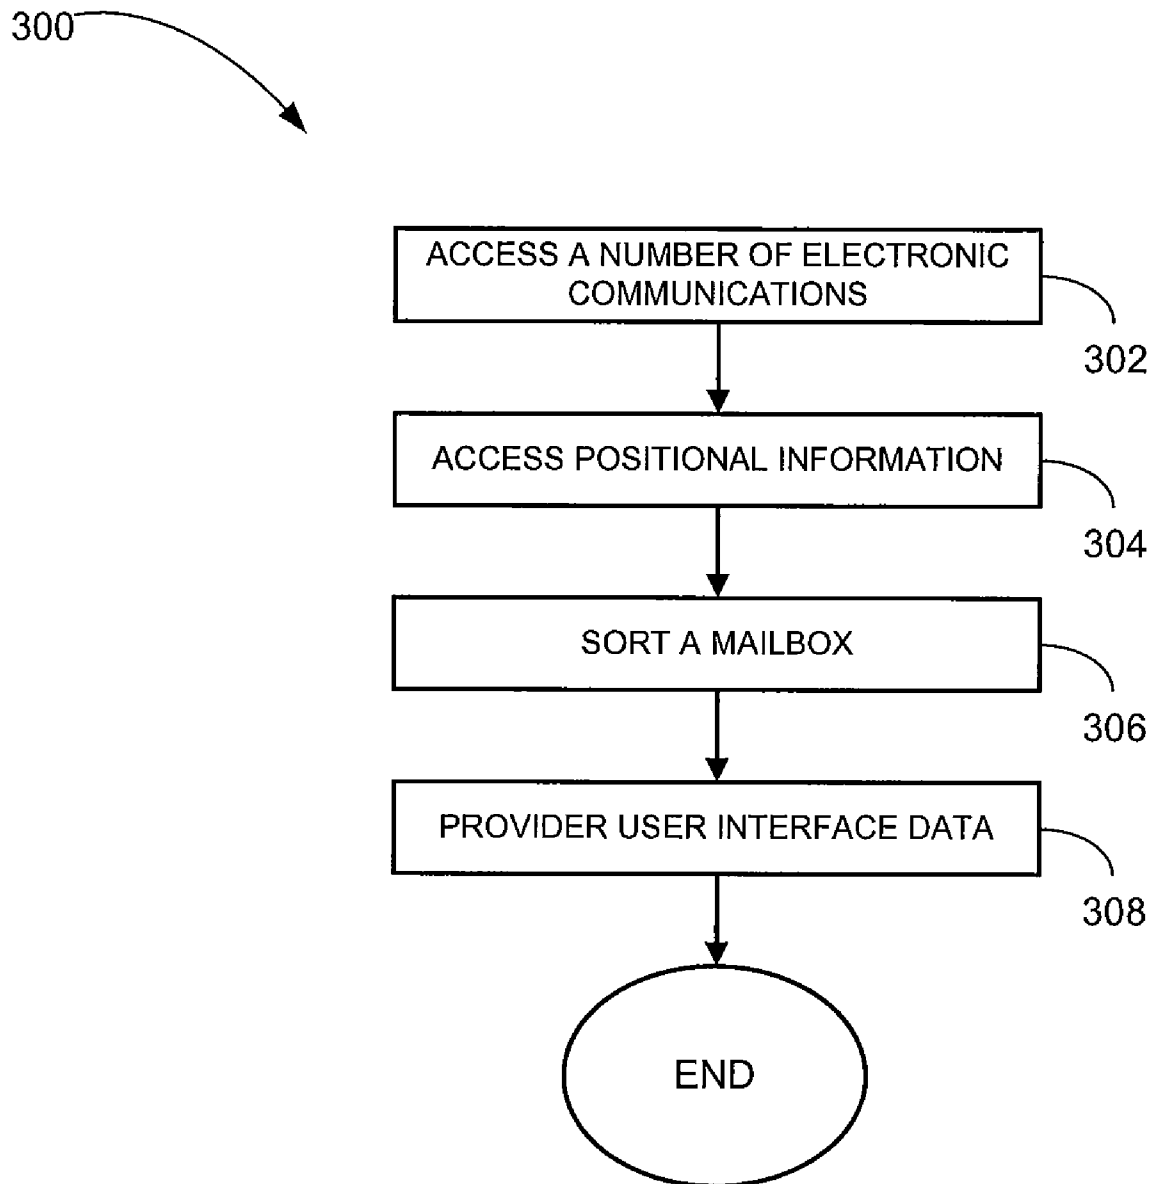 300
ACCESS A NUMBER OF ELECTRONIC
COMMUNICATIONS
302
ACCESS POSITIONAL INFORMATION
304
SORT A MAILBOX
306
PROVIDER USER INTERFACE DATA
308
END